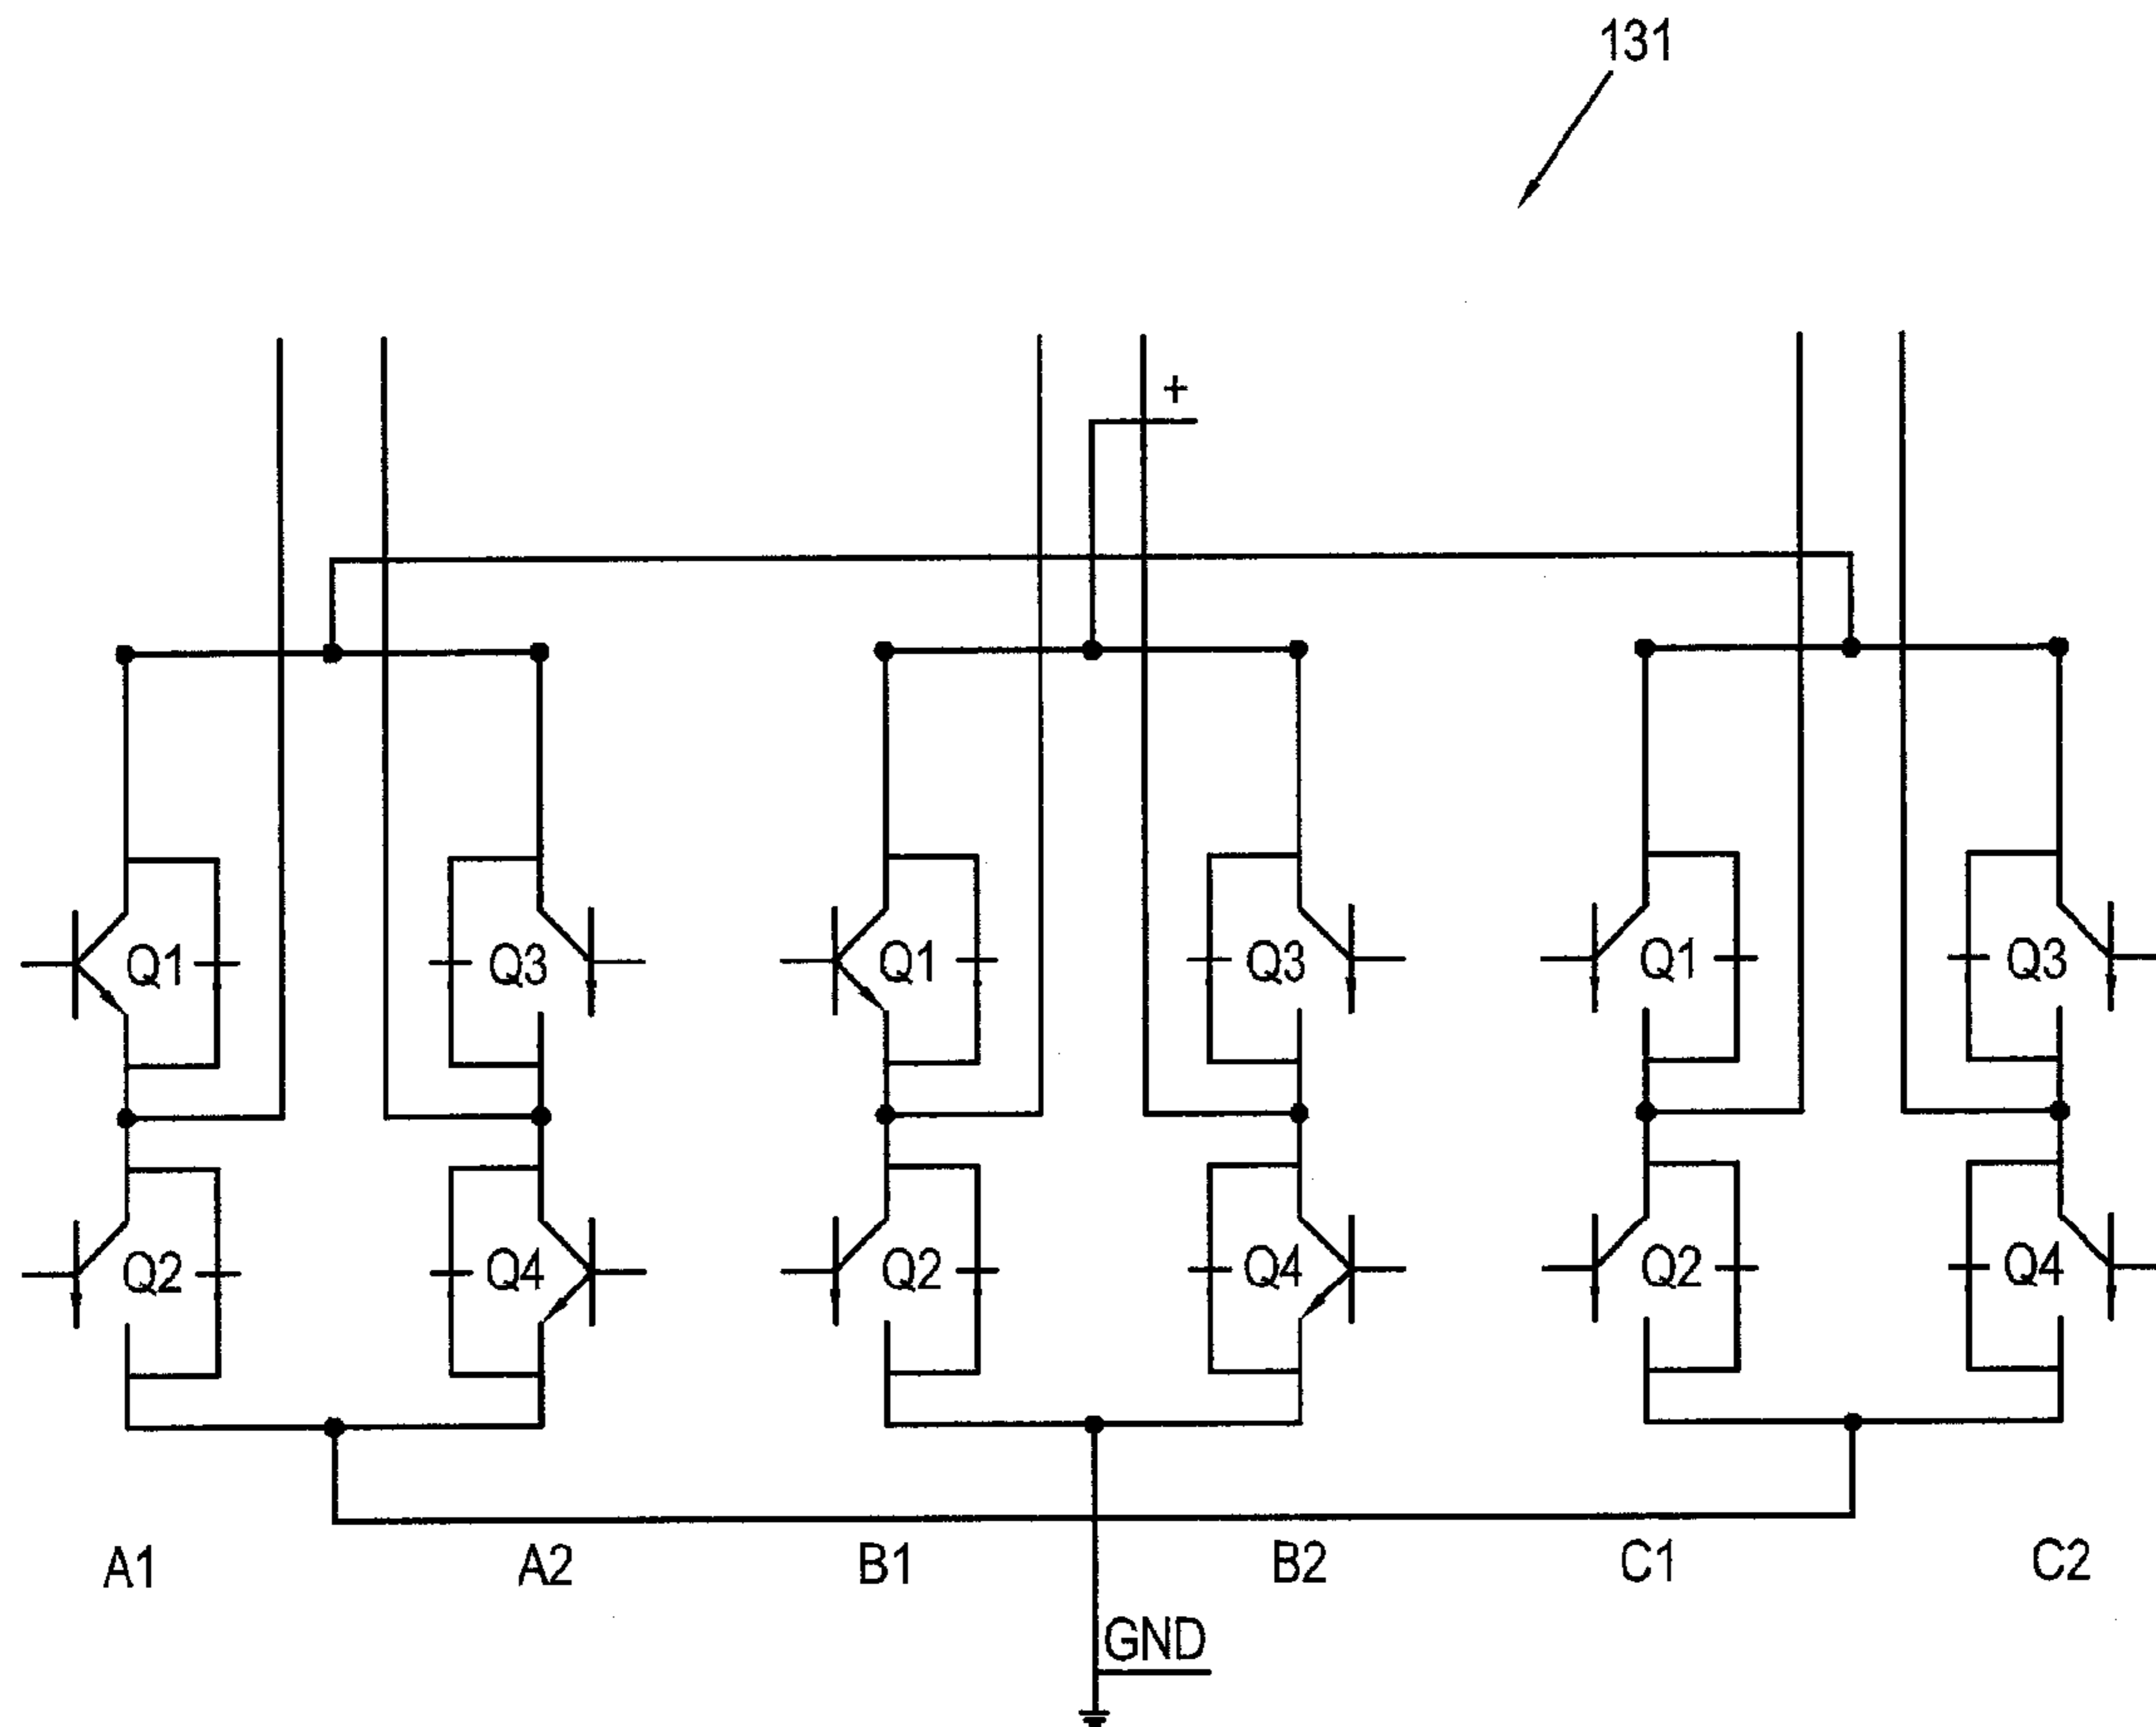 131
+
Q1 Q3 Q1 Q3 Q1 Q3
Q2 Q4 Q2 Q4 Q2 Q4
A1 A2 B1 B2 C1 C2
GND